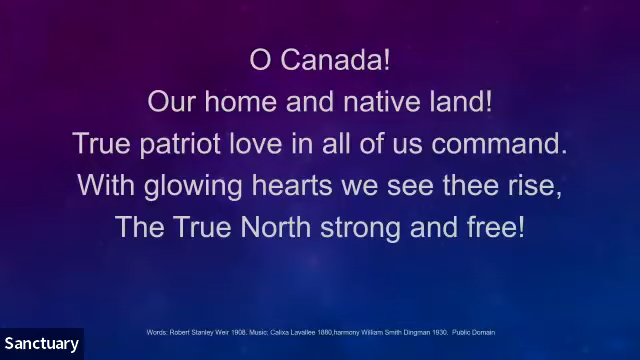 O Canada!
Our home and native land!
True patriot love in all of us command.
With glowing hearts we see thee rise,
The True North strong and free!
Words: Robert Stanley Weir 1908. Music; Calixa Lavallee 1880,harmony William Smith Dingman 1930. Public Domain
Sanctuary